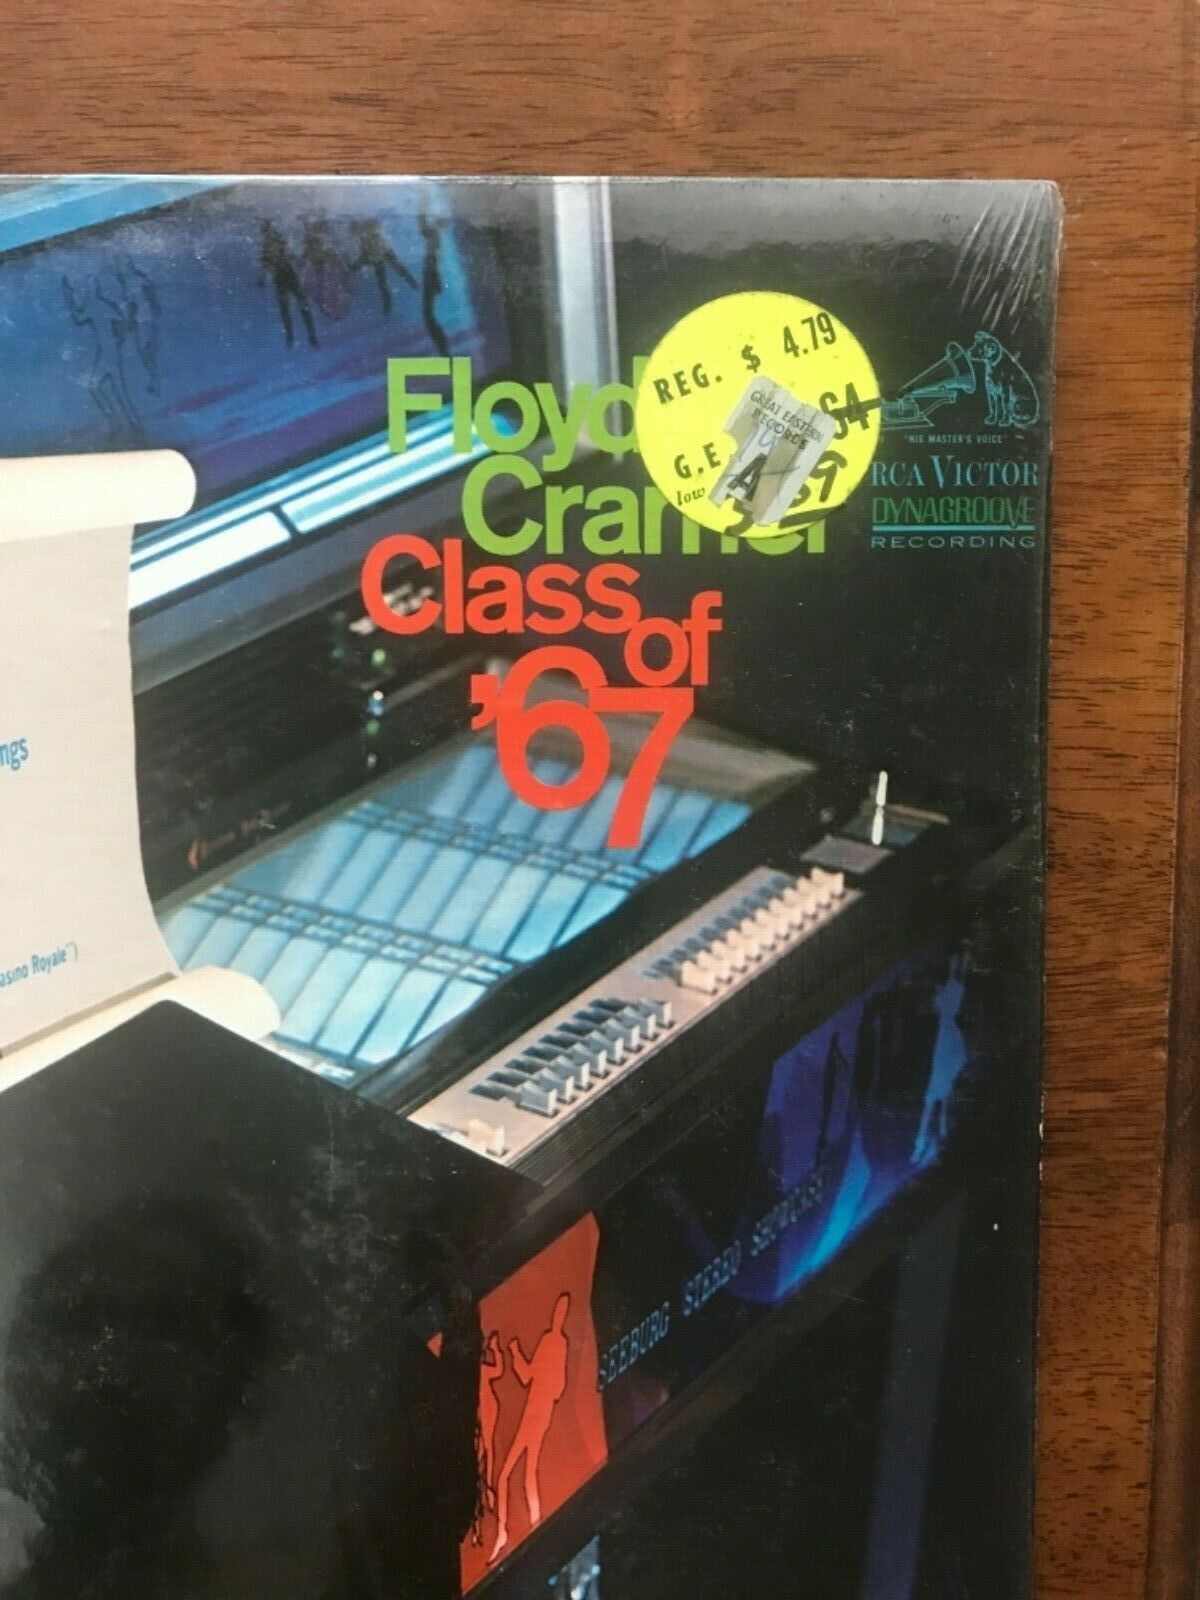 REG. $ 4.79
GREAT EASTERN
RECORDS
G.E.
low
A
Floyd
Cramer
Class of
'67
"HIS MASTER'S VOICE"
RCA VICTOR
DYNAGROOVE
RECORDING
ngs
asino Royale")
SEEBURG STEREO SHOWCASE